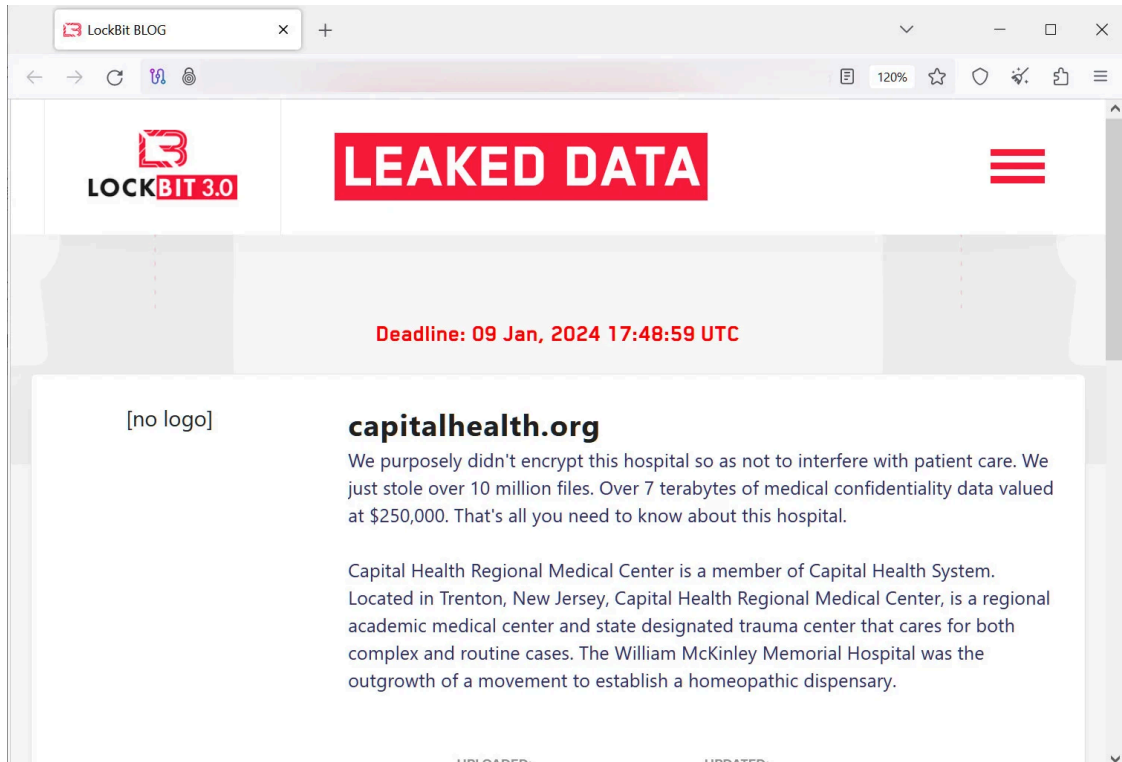 LockBit BLOG
120%
LOCKBIT 3.0
LEAKED DATA
Deadline: 09 Jan, 2024 17:48:59 UTC
[no logo]
capitalhealth.org
We purposely didn't encrypt this hospital so as not to interfere with patient care. We
just stole over 10 million files. Over 7 terabytes of medical confidentiality data valued
at $250,000. That's all you need to know about this hospital.
Capital Health Regional Medical Center is a member of Capital Health System.
Located in Trenton, New Jersey, Capital Health Regional Medical Center, is a regional
academic medical center and state designated trauma center that cares for both
complex and routine cases. The William McKinley Memorial Hospital was the
outgrowth of a movement to establish a homeopathic dispensary.
UPLOADED: UPDATED: